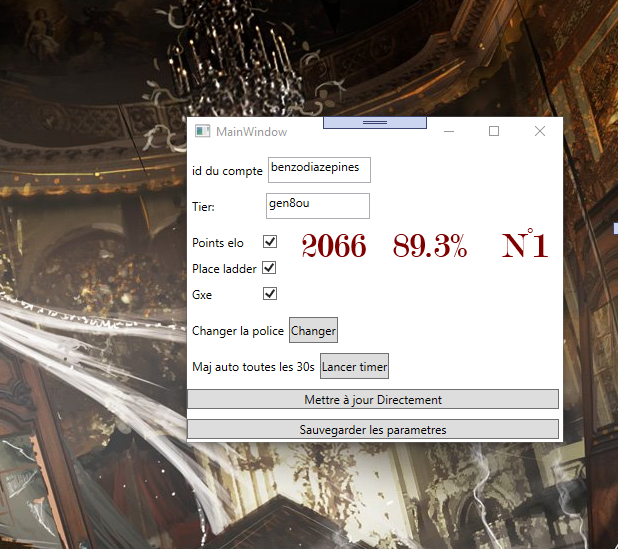 MainWindow
id du compte benzodiazepines
Tier: gen8ou
Points elo 2066 89.3% N°1
Place ladder
Gxe
Changer la police Changer
Maj auto toutes les 30s Lancer timer
Mettre à jour Directement
Sauvegarder les parametres